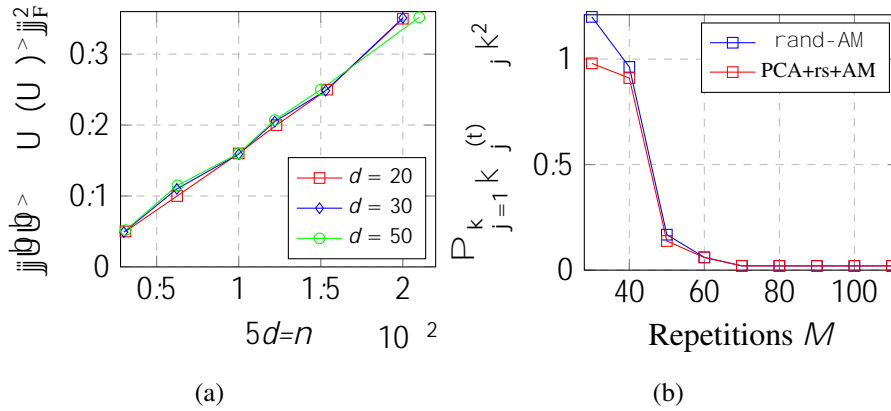 0.3
0.2
0.1
0
0.5 1 1.5 2
5d=n
10 2
d = 20
d = 30
d = 50
(a)
1
0.5
0
40 60 80 100
Repetitions M
rand-AM
PCA+rs+AM
(b)